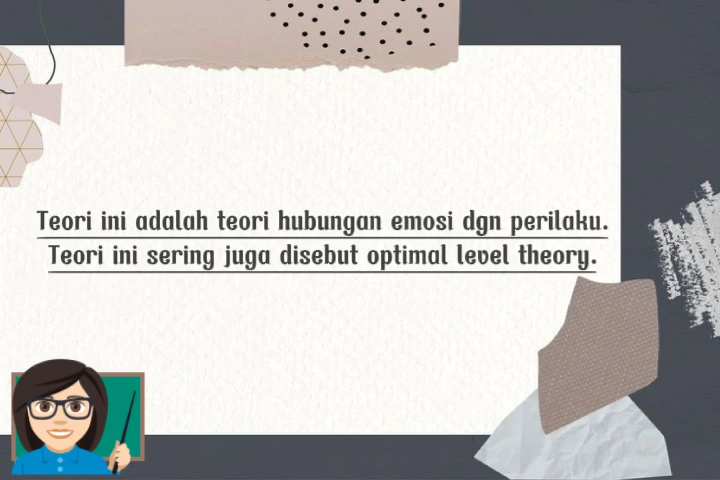 Teori ini adalah teori hubungan emosi dgn perilaku.
Teori ini sering juga disebut optimal level theory.